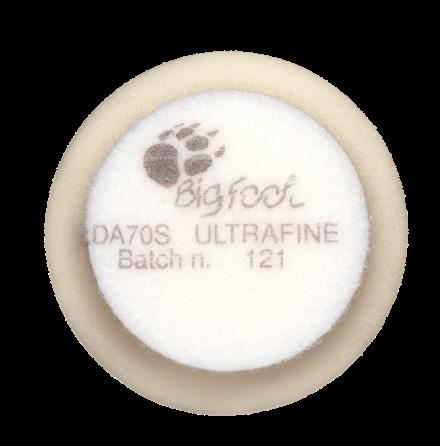 BigFoot
DA70S ULTRAFINE
Batch n. 121